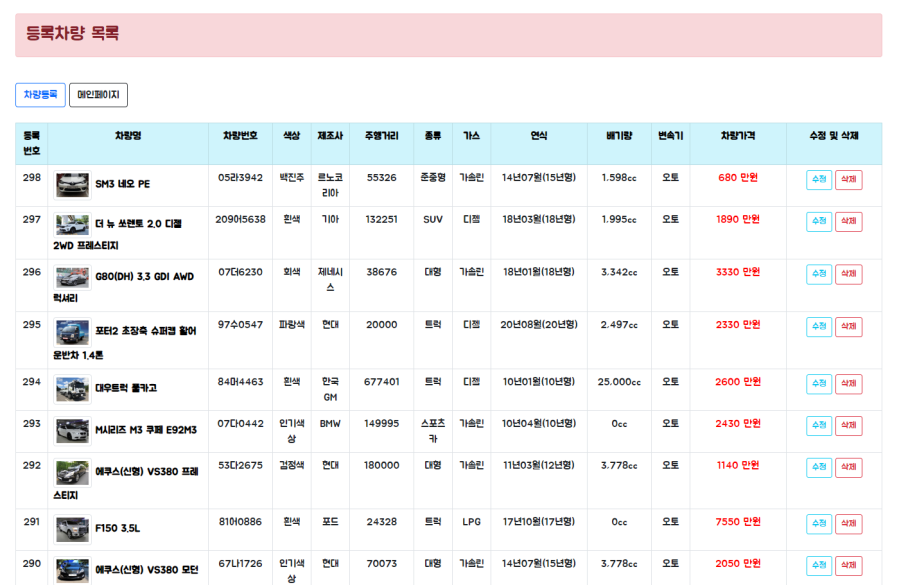 등록차량 목록
차량등록 메인페이지
등록번호 차량명 차량번호 색상 제조사 주행거리 종류 가스 연식 배기량 변속기 차량가격 수정 및 삭제
298 SM3 네오 PE 05라3942 백진주 르노코리아 55326 준중형 가솔린 14년07월(15년형) 1.598cc 오토 680 만원 수정 삭제
297 더 뉴 쏘렌토 2.0 디젤 2WD 프레스티지 209어5638 흰색 기아 132251 SUV 디젤 18년03월(18년형) 1.995cc 오토 1890 만원 수정 삭제
296 G80(DH) 3.3 GDI AWD 럭셔리 07더6230 회색 제네시스 38676 대형 가솔린 18년01월(18년형) 3.342cc 오토 3330 만원 수정 삭제
295 포터2 초장축 슈퍼캡 활어운반차 1.4톤 97수0547 파랑색 현대 20000 트럭 디젤 20년08월(20년형) 2.497cc 오토 2330 만원 수정 삭제
294 대우트럭 풀카고 84머4463 흰색 한국GM 677401 트럭 디젤 10년01월(10년형) 25.000cc 오토 2600 만원 수정 삭제
293 M시리즈 M3 쿠페 E92M3 07다0442 인기색상 BMW 149995 스포츠카 가솔린 10년04월(10년형) 0cc 오토 2430 만원 수정 삭제
292 에쿠스(신형) VS380 프레스티지 53다2675 검정색 현대 180000 대형 가솔린 11년03월(12년형) 3.778cc 오토 1140 만원 수정 삭제
291 F150 3.5L 81어0886 흰색 포드 24328 트럭 LPG 17년10월(17년형) 0cc 오토 7550 만원 수정 삭제
290 에쿠스(신형) VS380 모던 67나1726 인기색상 현대 70073 대형 가솔린 14년07월(15년형) 3.778cc 오토 2050 만원 수정 삭제